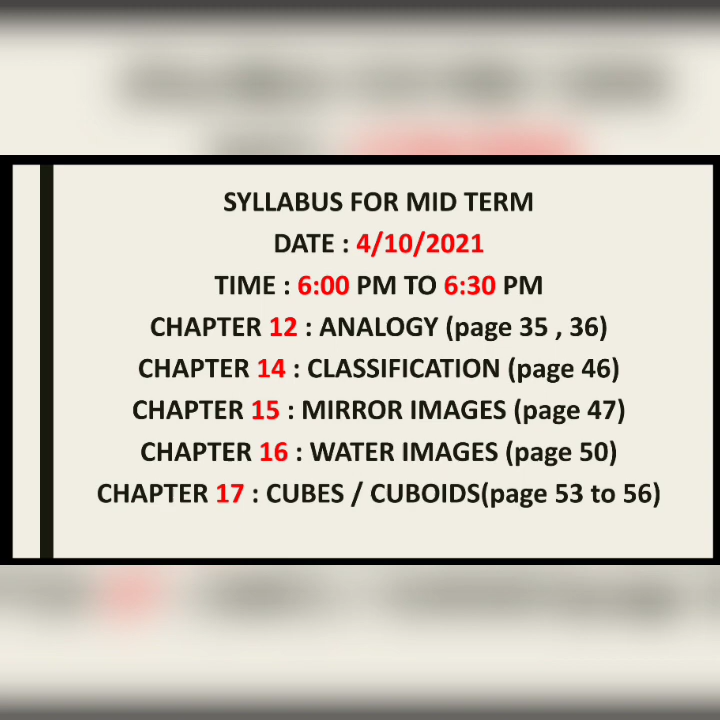 SYLLABUS FOR MID TERM
DATE : 4/10/2021
TIME : 6:00 PM TO 6:30 PM
CHAPTER 12 : ANALOGY (page 35 , 36)
CHAPTER 14 : CLASSIFICATION (page 46)
CHAPTER 15 : MIRROR IMAGES (page 47)
CHAPTER 16 : WATER IMAGES (page 50)
CHAPTER 17 : CUBES / CUBOIDS(page 53 to 56)